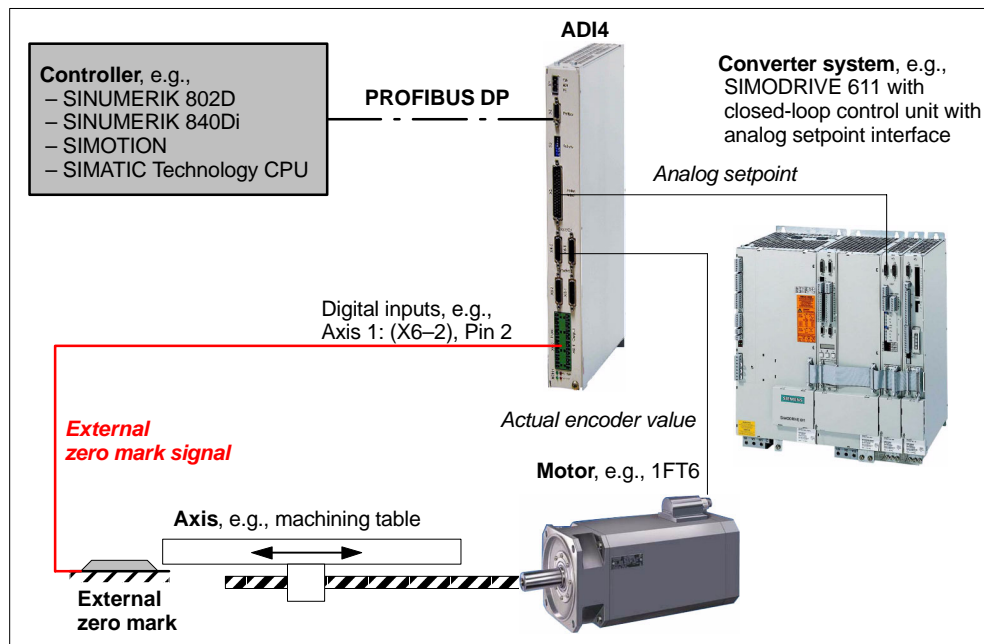 ADI4
Controller, e.g.,
– SINUMERIK 802D
– SINUMERIK 840Di
– SIMOTION
– SIMATIC Technology CPU
PROFIBUS DP
Converter system, e.g.,
SIMODRIVE 611 with
closed-loop control unit with
analog setpoint interface
Analog setpoint
Digital inputs, e.g.,
Axis 1: (X6–2), Pin 2
External
zero mark signal
Actual encoder value
SIEMENS
Motor, e.g., 1FT6
Axis, e.g., machining table
External
zero mark